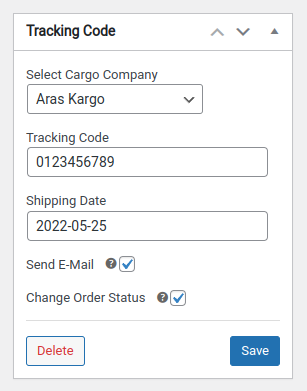 Tracking Code
Select Cargo Company
Aras Kargo
Tracking Code
0123456789
Shipping Date
2022-05-25
Send E-Mail ?
Change Order Status ?
Delete Save